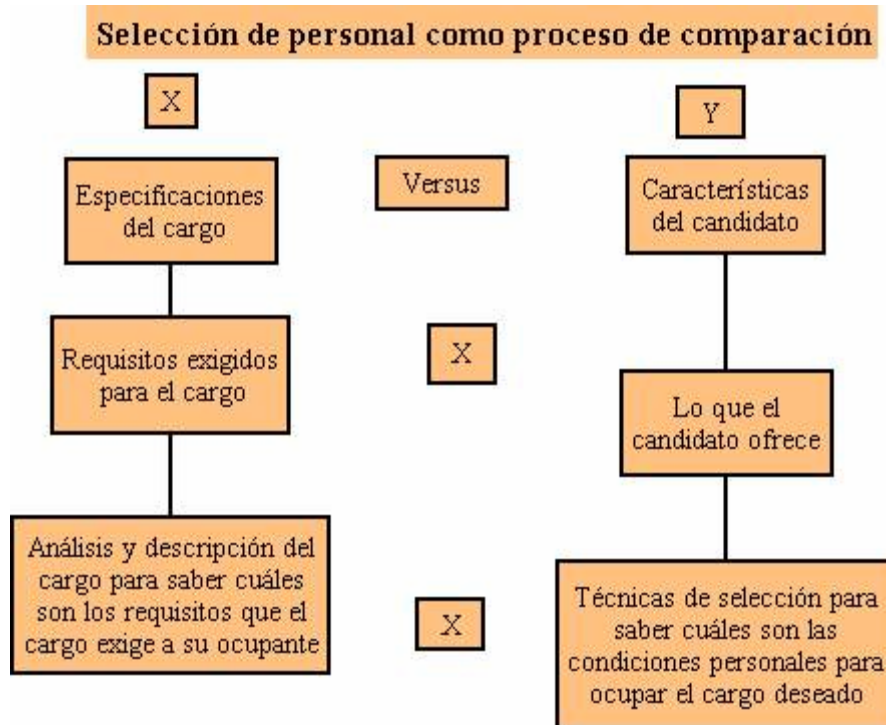 Selección de personal como proceso de comparación
X
Y
Especificaciones
del cargo
Versus
Características
del candidato
Requisitos exigidos
para el cargo
X
Lo que el
candidato ofrece
Análisis y descripción del
cargo para saber cuáles
son los requisitos que el
cargo exige a su ocupante
X
Técnicas de selección para
saber cuáles son las
condiciones personales para
ocupar el cargo deseado